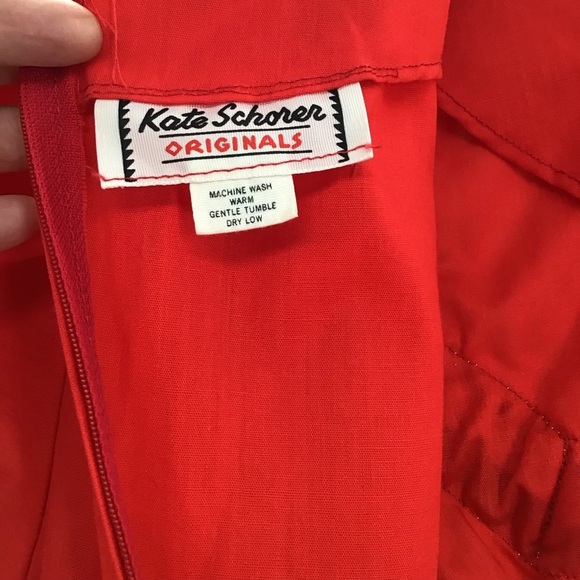 Kate Schorer
ORIGINALS
MACHINE WASH
WARM
GENTLE TUMBLE
DRY LOW